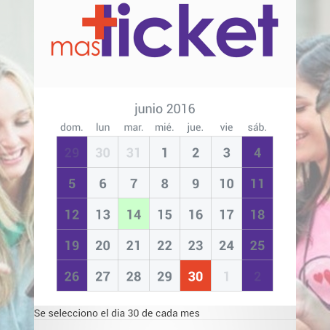 mas ticket
junio 2016
dom. lun mar. mié. jue. vie sáb.
29 30 31 1 2 3 4
5 6 7 8 9 10 11
12 13 14 15 16 17 18
19 20 21 22 23 24 25
26 27 28 29 30 1 2
Se selecciono el dia 30 de cada mes